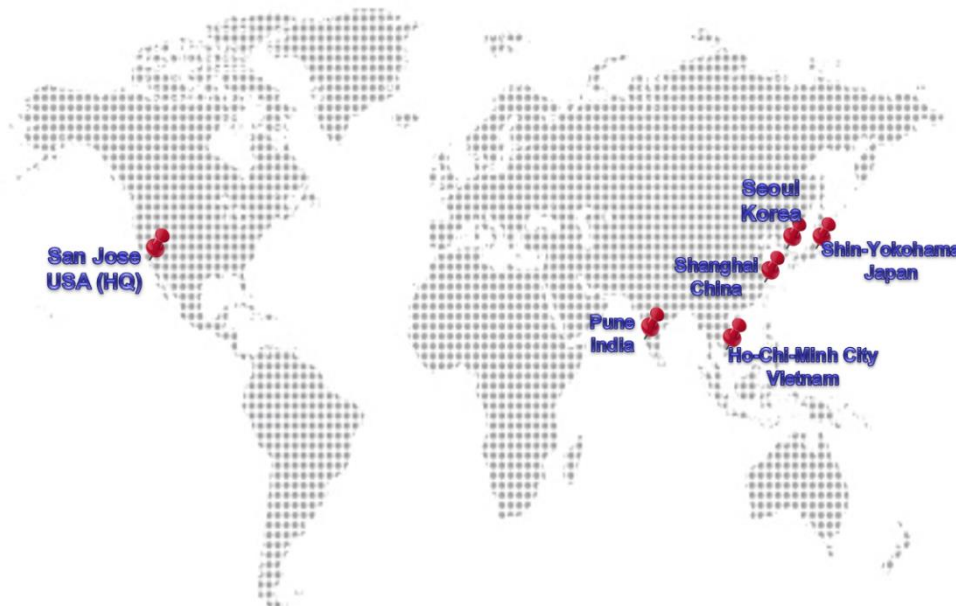 Seoul
Korea
San Jose
USA (HQ)
Shin-Yokohama
Japan
Shanghai
China
Pune
India
Ho-Chi-Minh City
Vietnam